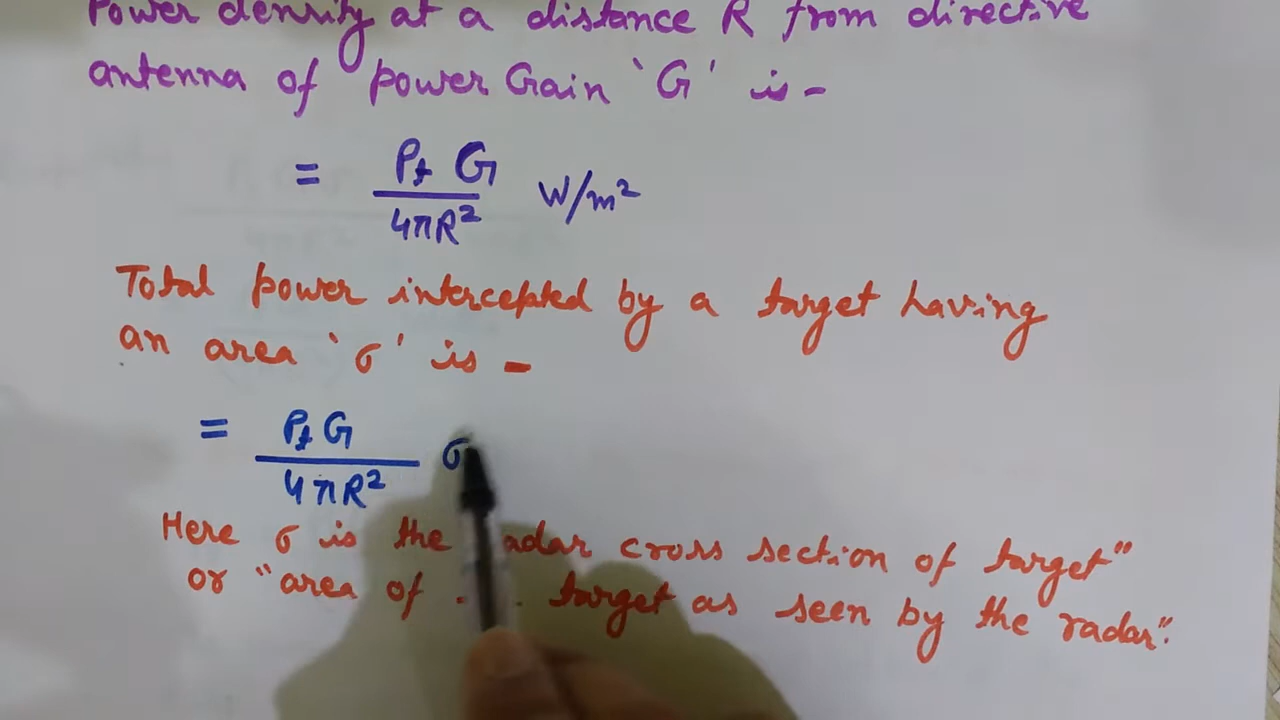 Power density at a distance R from directive
antenna of power Gain 'G' is -
= PtG / 4πR² W/m²
Total power intercepted by a target having
an area 'σ' is -
= PtG / 4πR² σ
Here σ is the adar cross section of target"
or "area of target as seen by the radar".